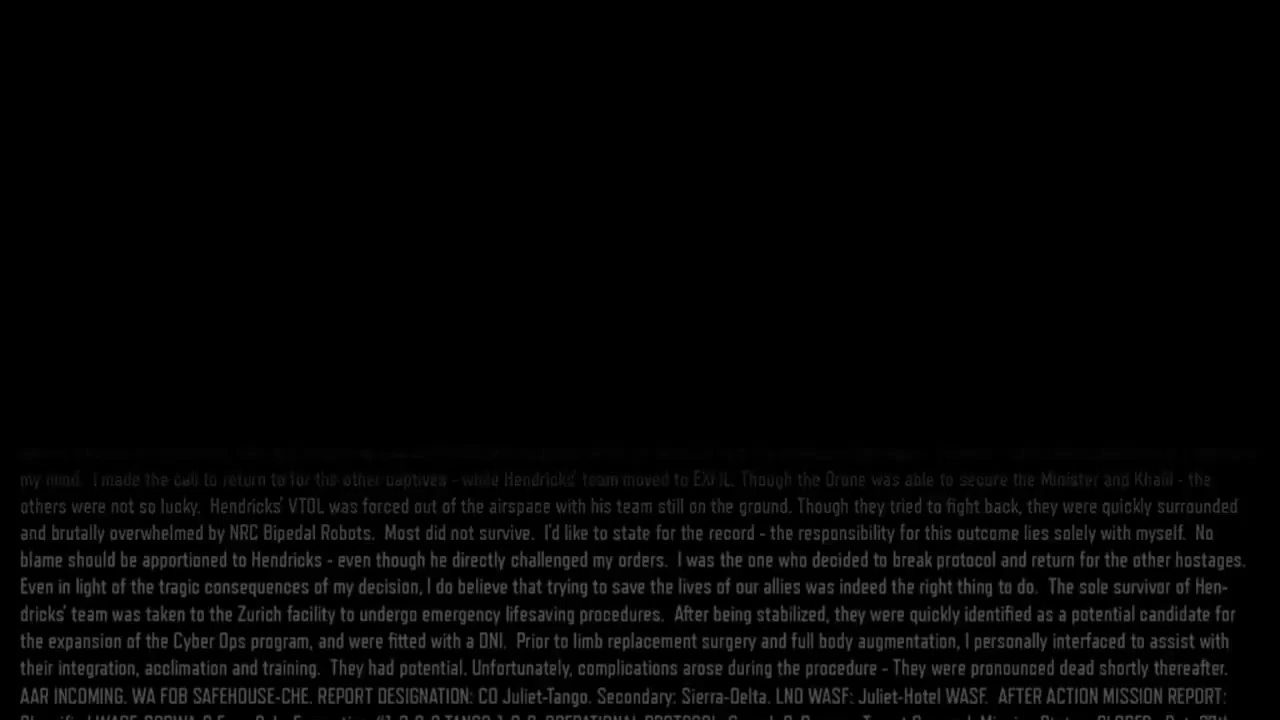 my mind. I made the call to return to for the other captives - while Hendricks' team moved to EXFIL. Though the Drone was able to secure the Minister and Khalil - the
others were not so lucky. Hendricks' VTOL was forced out of the airspace with his team still on the ground. Though they tried to fight back, they were quickly surrounded
and brutally overwhelmed by NRC Bipedal Robots. Most did not survive. I'd like to state for the record - the responsibility for this outcome lies solely with myself. No
blame should be apportioned to Hendricks - even though he directly challenged my orders. I was the one who decided to break protocol and return for the other hostages.
Even in light of the tragic consequences of my decision, I do believe that trying to save the lives of our allies was indeed the right thing to do. The sole survivor of Hen-
dricks' team was taken to the Zurich facility to undergo emergency lifesaving procedures. After being stabilized, they were quickly identified as a potential candidate for
the expansion of the Cyber Ops program, and were fitted with a DNI. Prior to limb replacement surgery and full body augmentation, I personally interfaced to assist with
their integration, acclimation and training. They had potential. Unfortunately, complications arose during the procedure - They were pronounced dead shortly thereafter.
AAR INCOMING. WA FOB SAFEHOUSE-CHE. REPORT DESIGNATION: CO Juliet-Tango. Secondary: Sierra-Delta. LNO WASF: Juliet-Hotel WASF. AFTER ACTION MISSION REPORT: